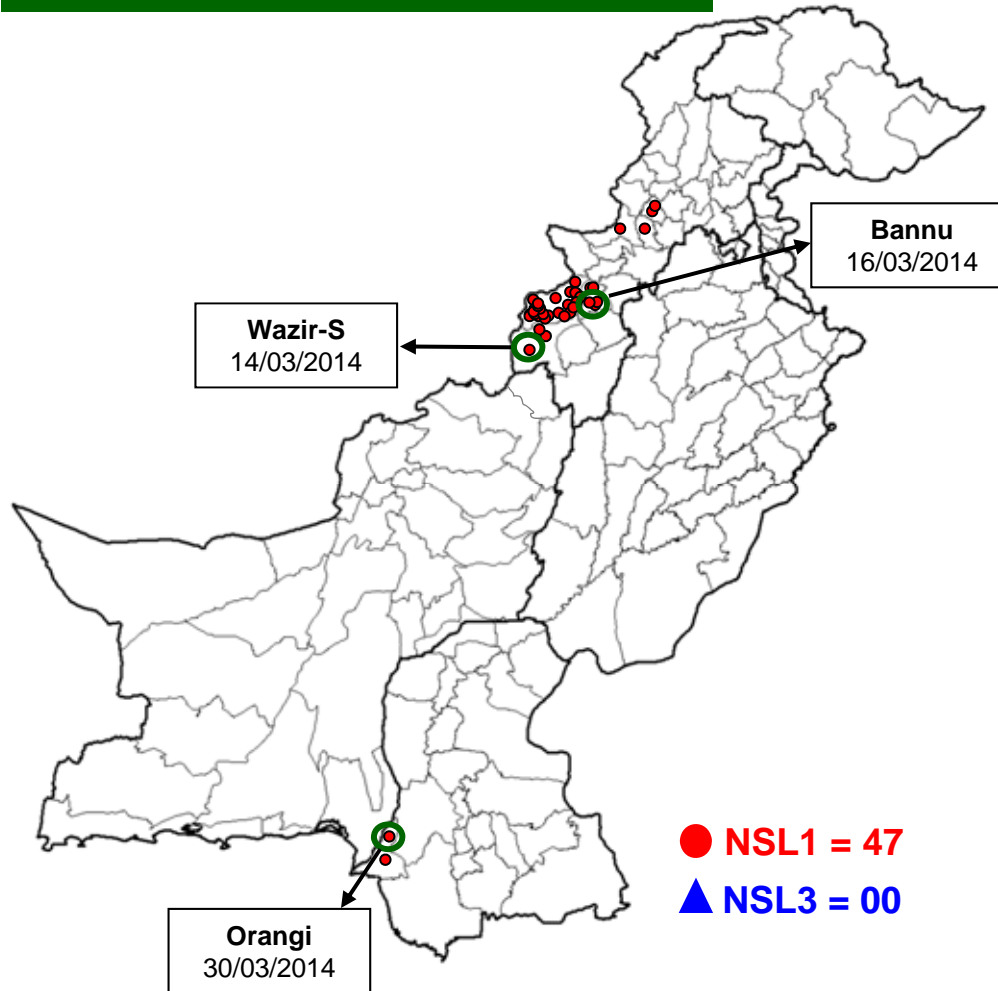 Bannu
16/03/2014
Wazir-S
14/03/2014
NSL1 = 47
NSL3 = 00
Orangi
30/03/2014